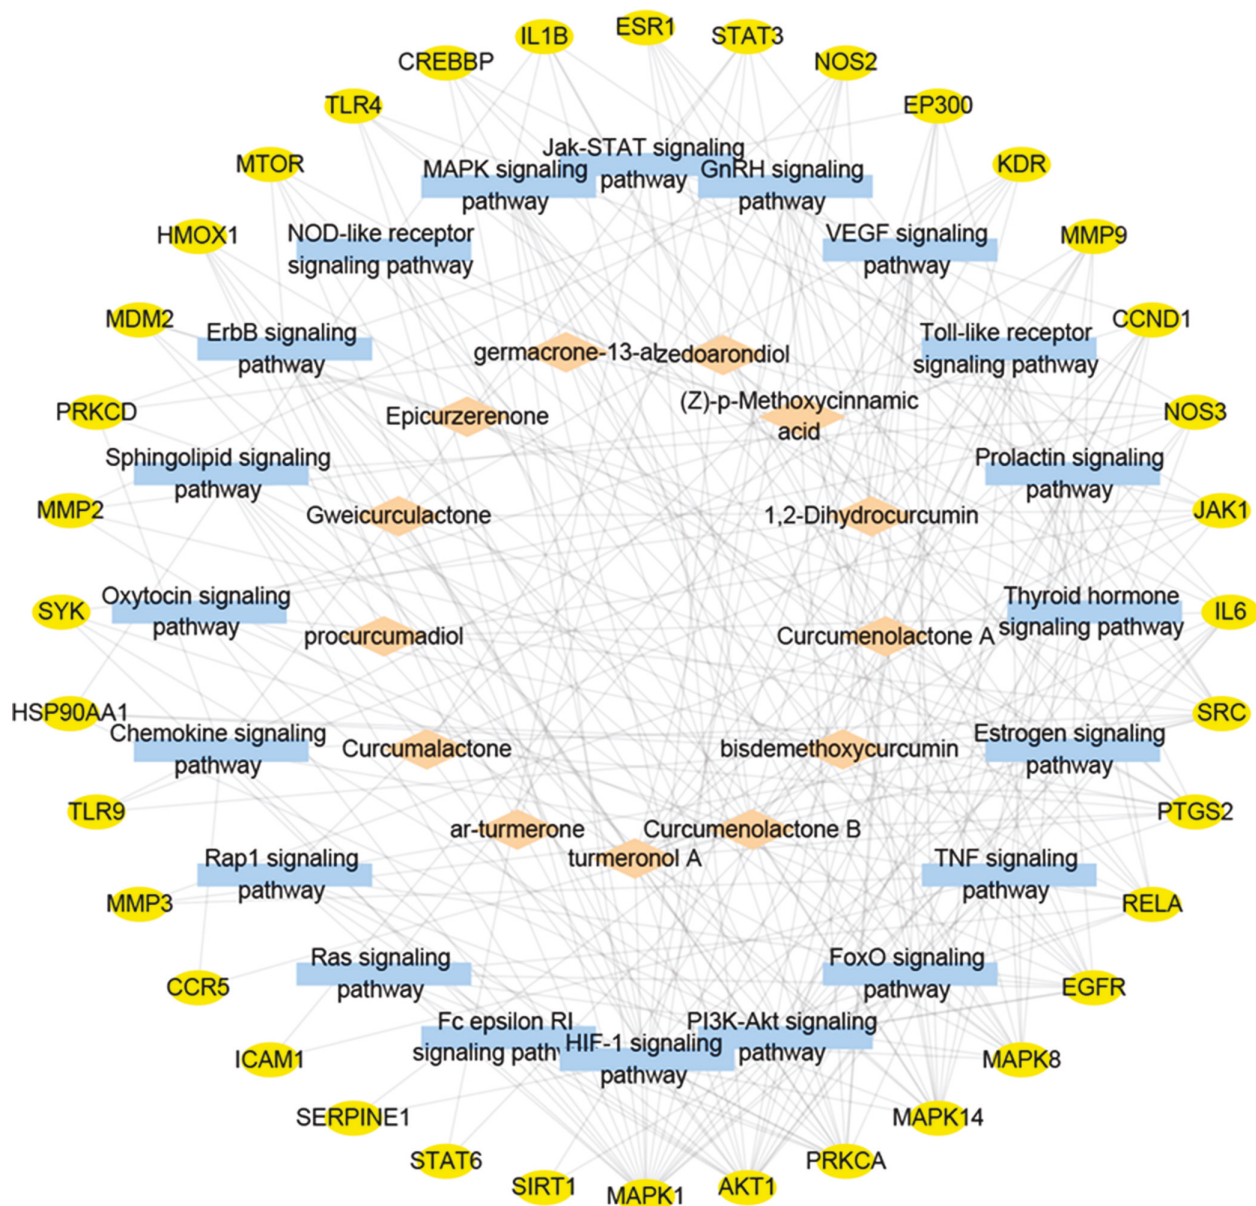 ESR1
IL1B
STAT3
CREBBP
NOS2
TLR4
EP300
Jak-STAT signaling
pathway
MAPK signaling
pathway
GnRH signaling
pathway
MTOR
KDR
HMOX1
NOD-like receptor
signaling pathway
VEGF signaling
pathway
MMP9
MDM2
ErbB signaling
pathway
germacrone-13-al
zedoarondiol
Toll-like receptor
signaling pathway
CCND1
PRKCD
Epicurzerenone
(Z)-p-Methoxycinnamic
acid
NOS3
Sphingolipid signaling
pathway
Prolactin signaling
pathway
MMP2
Gweicurculactone
1,2-Dihydrocurcumin
JAK1
SYK
Oxytocin signaling
pathway
procurcumadiol
Curcumenolactone A
Thyroid hormone
signaling pathway
IL6
HSP90AA1
SRC
Chemokine signaling
pathway
Curcumalactone
bisdemethoxycurcumin
Estrogen signaling
pathway
TLR9
PTGS2
ar-turmerone
turmeronol A
Curcumenolactone B
Rap1 signaling
pathway
TNF signaling
pathway
MMP3
RELA
Ras signaling
pathway
FoxO signaling
pathway
CCR5
EGFR
Fc epsilon RI
signaling pathw
HIF-1 signaling
pathway
PI3K-Akt signaling
pathway
ICAM1
MAPK8
SERPINE1
MAPK14
STAT6
PRKCA
SIRT1
MAPK1
AKT1